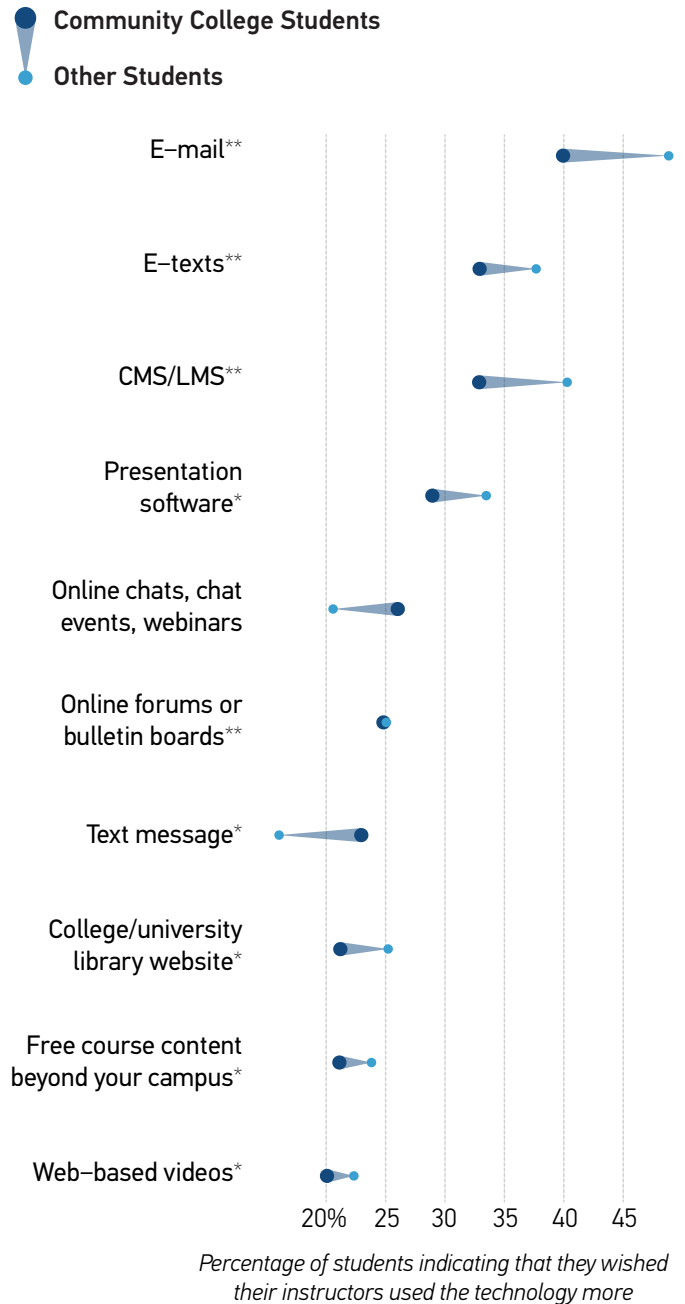 Community College Students
Other Students
E–mail**
E–texts**
CMS/LMS**
Presentation
software*
Online chats, chat
events, webinars
Online forums or
bulletin boards**
Text message*
College/university
library website*
Free course content
beyond your campus*
Web–based videos*
20% 25 30 35 40 45
Percentage of students indicating that they wished
their instructors used the technology more